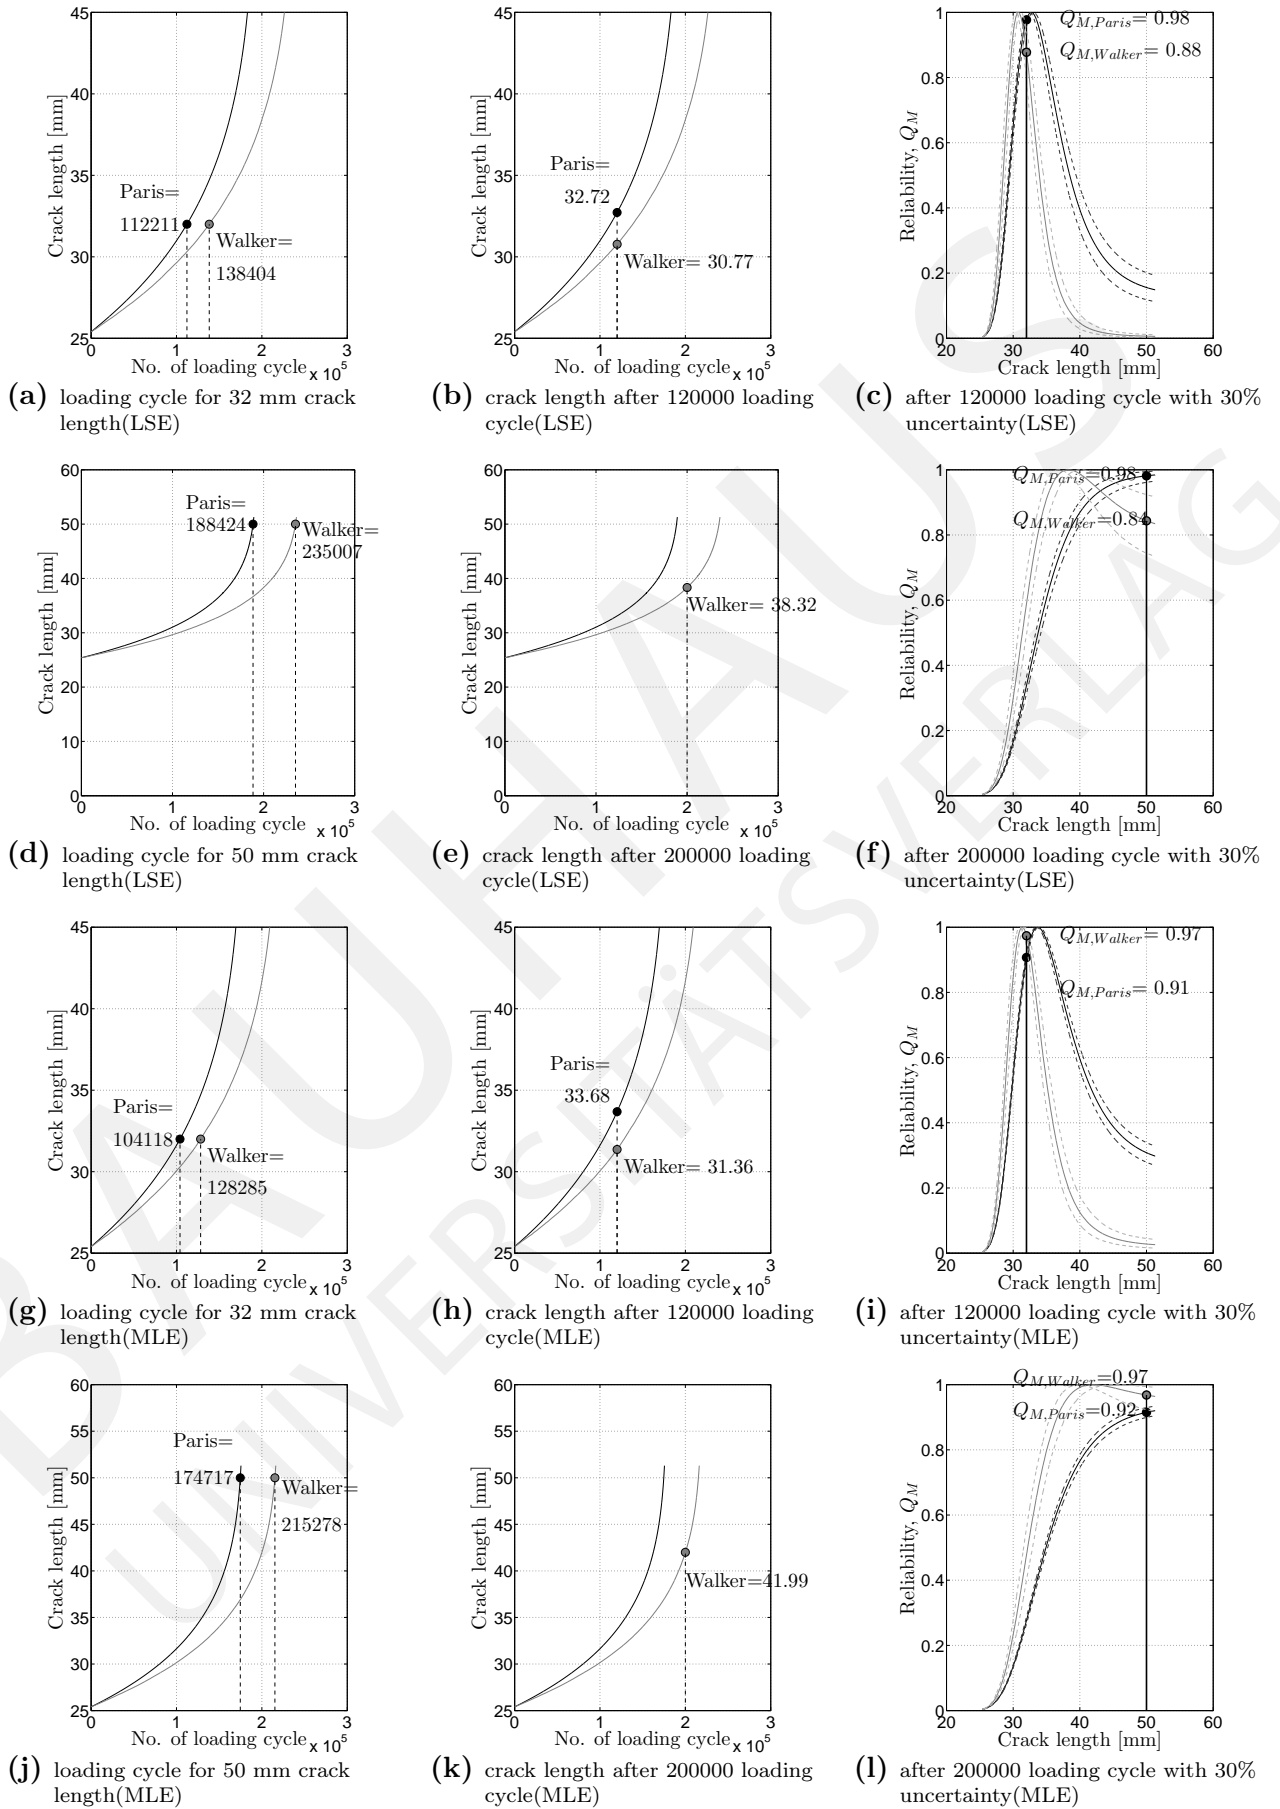 45
40
35
30
25
Crack length [mm]
Paris=
112211
Walker=
138404
0 1 2 3
No. of loading cycle x 10^5
(a) loading cycle for 32 mm crack
length(LSE)
45
40
35
30
25
Crack length [mm]
Paris=
32.72
Walker= 30.77
0 1 2 3
No. of loading cycle x 10^5
(b) crack length after 120000 loading
cycle(LSE)
1
0.8
0.6
0.4
0.2
0
Reliability, Q_M
Q_{M,Paris}= 0.98
Q_{M,Walker}= 0.88
20 30 40 50 60
Crack length [mm]
(c) after 120000 loading cycle with 30%
uncertainty(LSE)
60
50
40
30
20
10
0
Crack length [mm]
Paris=
188424
Walker=
235007
0 1 2 3
No. of loading cycle x 10^5
(d) loading cycle for 50 mm crack
length(LSE)
60
50
40
30
20
10
0
Crack length [mm]
Walker= 38.32
0 1 2 3
No. of loading cycle x 10^5
(e) crack length after 200000 loading
cycle(LSE)
1
0.8
0.6
0.4
0.2
0
Reliability, Q_M
Q_{M,Paris}=0.98
Q_{M,Walker}=0.84
20 30 40 50 60
Crack length [mm]
(f) after 200000 loading cycle with 30%
uncertainty(LSE)
45
40
35
30
25
Crack length [mm]
Paris=
104118
Walker=
128285
0 1 2 3
No. of loading cycle x 10^5
(g) loading cycle for 32 mm crack
length(MLE)
45
40
35
30
25
Crack length [mm]
Paris=
33.68
Walker= 31.36
0 1 2 3
No. of loading cycle x 10^5
(h) crack length after 120000 loading
cycle(MLE)
1
0.8
0.6
0.4
0.2
0
Reliability, Q_M
Q_{M,Walker}= 0.97
Q_{M,Paris}= 0.91
20 30 40 50 60
Crack length [mm]
(i) after 120000 loading cycle with 30%
uncertainty(MLE)
60
55
50
45
40
35
30
25
Crack length [mm]
Paris=
174717
Walker=
215278
0 1 2 3
No. of loading cycle x 10^5
(j) loading cycle for 50 mm crack
length(MLE)
60
55
50
45
40
35
30
25
Crack length [mm]
Walker=41.99
0 1 2 3
No. of loading cycle x 10^5
(k) crack length after 200000 loading
cycle(MLE)
1
0.8
0.6
0.4
0.2
0
Reliability, Q_M
Q_{M,Walker}=0.97
Q_{M,Paris}=0.92
20 30 40 50 60
Crack length [mm]
(l) after 200000 loading cycle with 30%
uncertainty(MLE)
BAUHAUS
UNIVERSITÄTSVERLAG